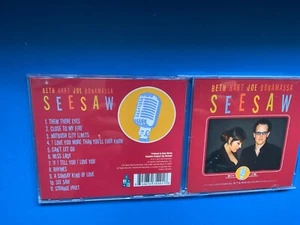 BETH HART JOE BONAMASSA
SEESAW
1. THEM THERE EYES
2. CLOSE TO MY FIRE
3. NUTBUSH CITY LIMITS
4. I LOVE YOU MORE THAN YOU'LL EVER KNOW
5. CAN'T LET GO
6. MISS LADY
7. IF I TELL YOU I LOVE YOU
8. RHYMES
9. A SUNDAY KIND OF LOVE
10. SEE SAW
11. STRANGE FRUIT
BETH HART JOE BONAMASSA
SEESAW